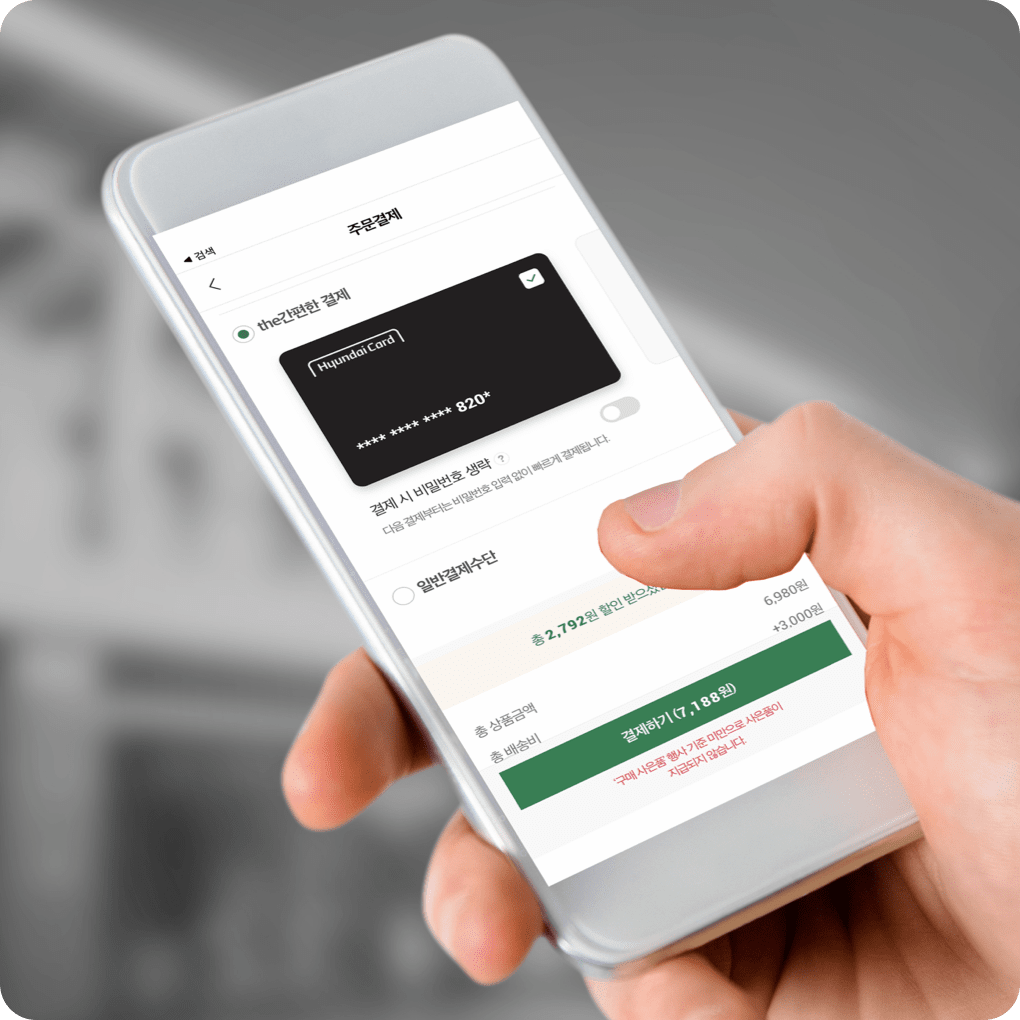 ◀ 검색
주문결제
the간편한 결제
Hyundai Card
**** **** **** 820*
결제 시 비밀번호 생략 ?
다음 결제부터는 비밀번호 입력 없이 빠르게 결제됩니다.
일반결제수단
총 2,792원 할인 받으셨
총 상품금액 6,980원
총 배송비 +3,000원
결제하기 (7,188원)
'구매 사은품' 행사 기준 미만으로 사은품이
지급되지 않습니다.